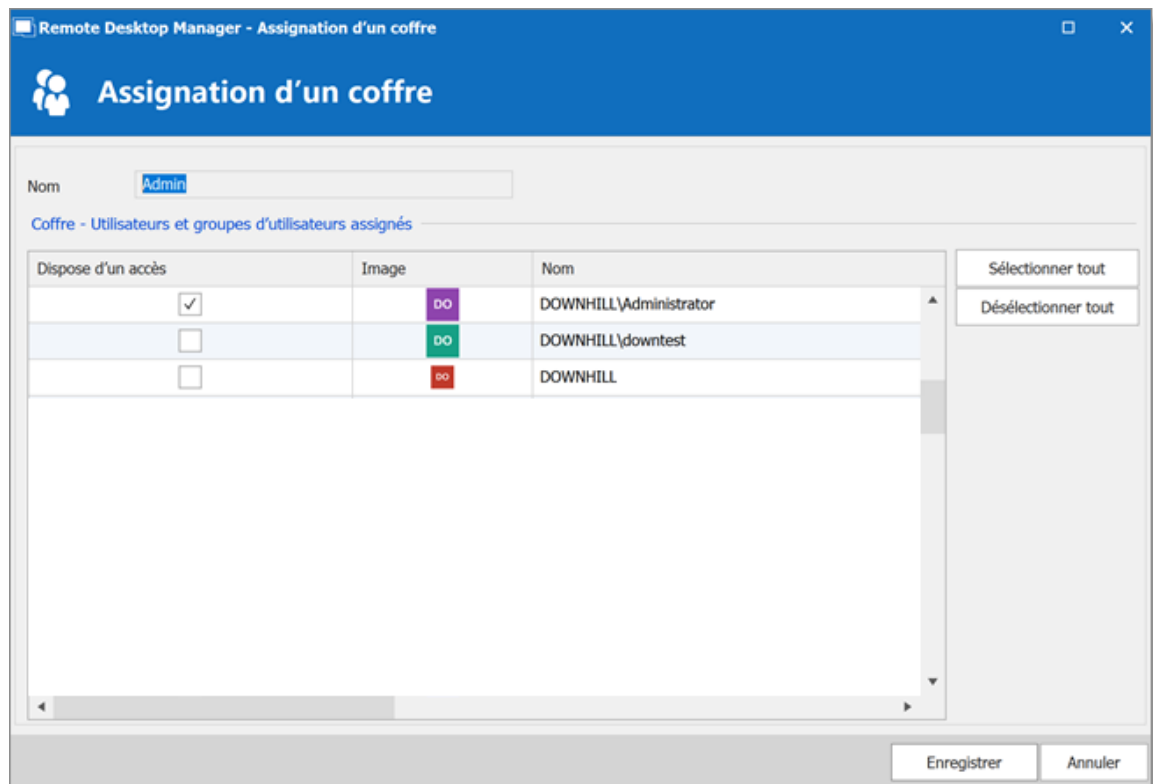 Remote Desktop Manager - Assignation d'un coffre
Assignation d'un coffre
Nom Admin
Coffre - Utilisateurs et groupes d'utilisateurs assignés
Dispose d'un accès Image Nom
DO DOWNHILL\Administrator
DO DOWNHILL\downtest
DO DOWNHILL
Sélectionner tout
Désélectionner tout
Enregistrer Annuler